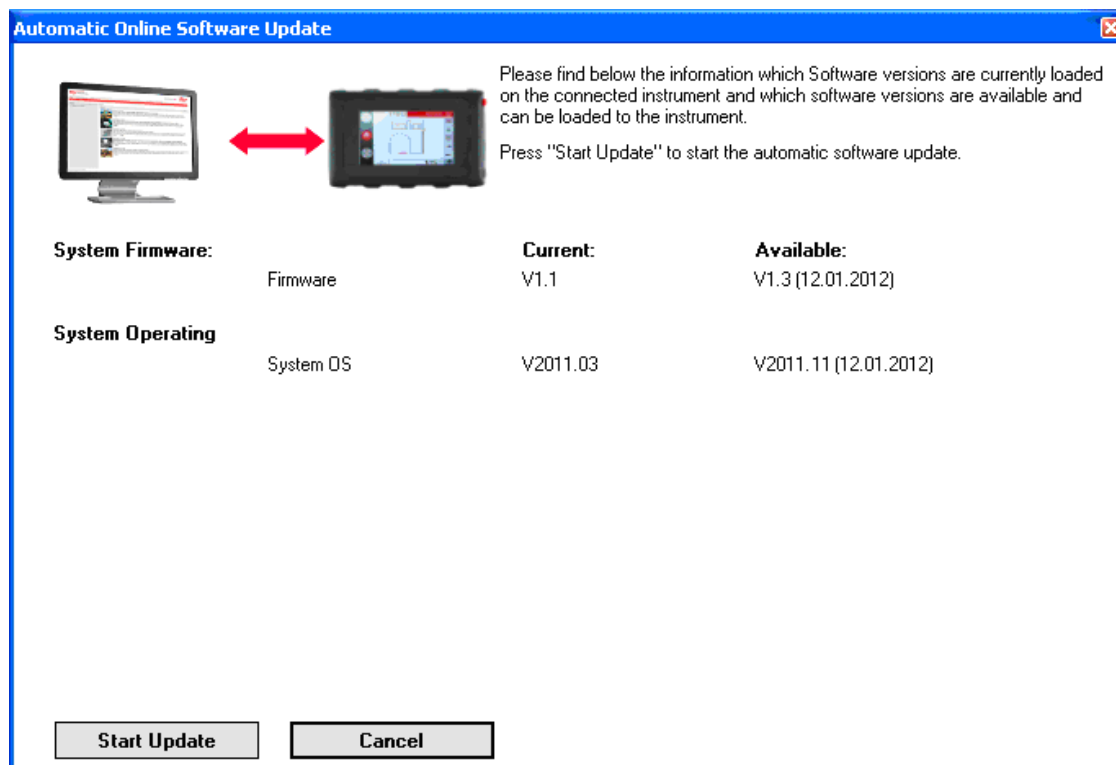 Automatic Online Software Update
Please find below the information which Software versions are currently loaded
on the connected instrument and which software versions are available and
can be loaded to the instrument.
Press "Start Update" to start the automatic software update.
System Firmware: Current: Available:
Firmware V1.1 V1.3 (12.01.2012)
System Operating
System OS V2011.03 V2011.11 (12.01.2012)
Start Update Cancel